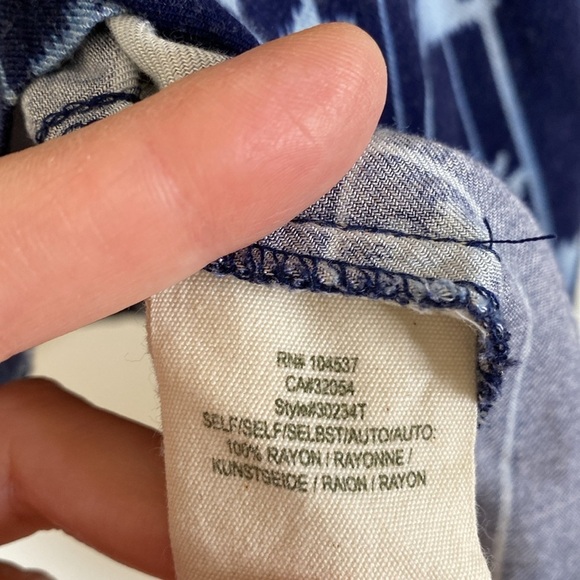 RN# 104537
CA#32054
Style#30234T
SELF/SELF/SELBST/AUTO/AUTO:
100% RAYON / RAYONNE /
KUNSTSEIDE / RAION / RAYON